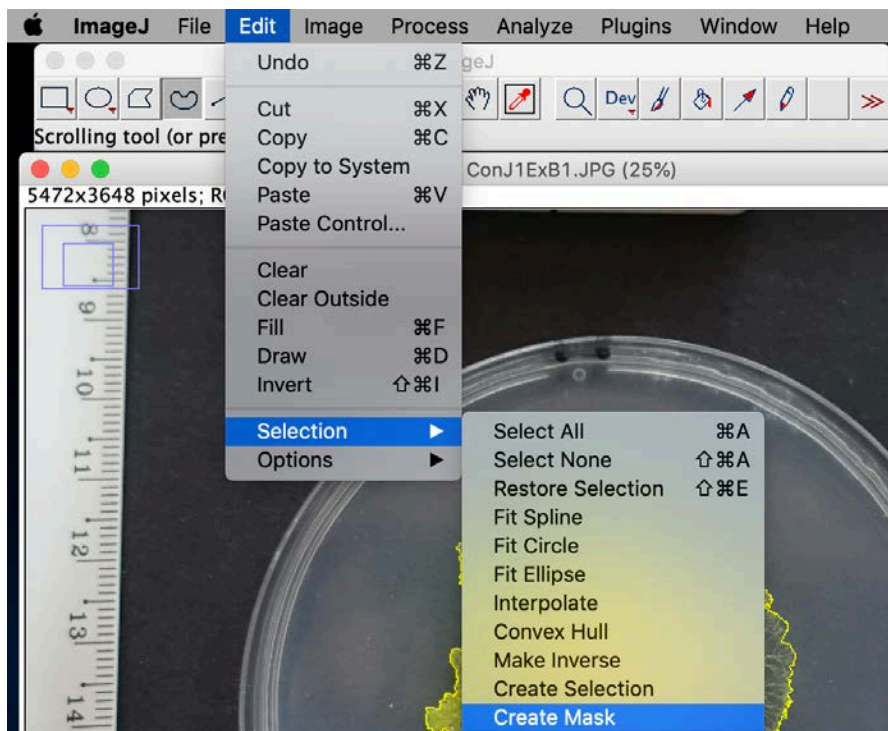 ImageJ File Edit Image Process Analyze Plugins Window Help
geJ
Dev
>>
Scrolling tool (or pre
ConJ1ExB1.JPG (25%)
5472x3648 pixels; R
Undo ⌘Z
Cut ⌘X
Copy ⌘C
Copy to System
Paste ⌘V
Paste Control...
Clear
Clear Outside
Fill ⌘F
Draw ⌘D
Invert ⇧⌘I
Selection ▶
Options ▶
Select All ⌘A
Select None ⇧⌘A
Restore Selection ⇧⌘E
Fit Spline
Fit Circle
Fit Ellipse
Interpolate
Convex Hull
Make Inverse
Create Selection
Create Mask
8
9
10
11
12
13
14